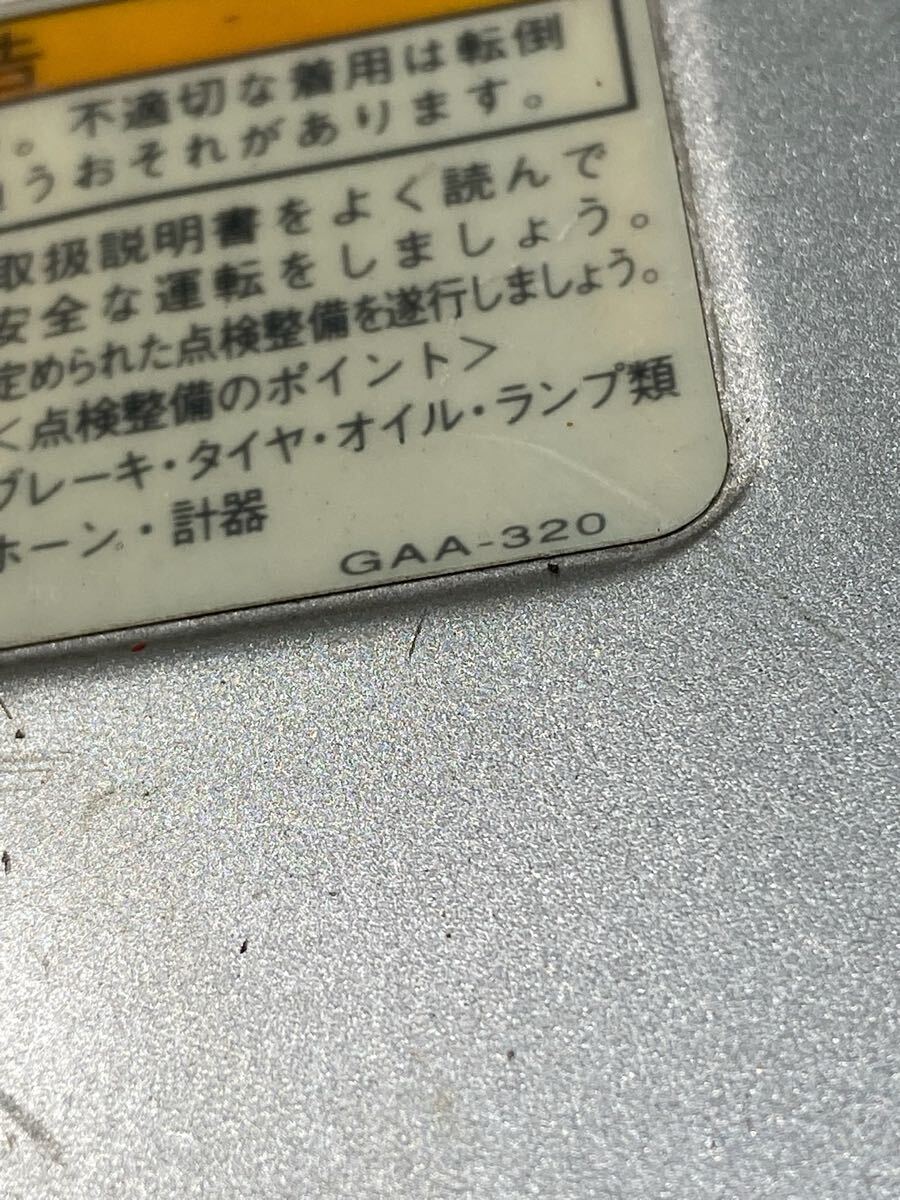 告
。不適切な着用は転倒
うおそれがあります。
取扱説明書をよく読んで
安全な運転をしましょう。
定められた点検整備を遂行しましょう。
＜点検整備のポイント＞
ブレーキ・タイヤ・オイル・ランプ類
ホーン・計器
GAA-320